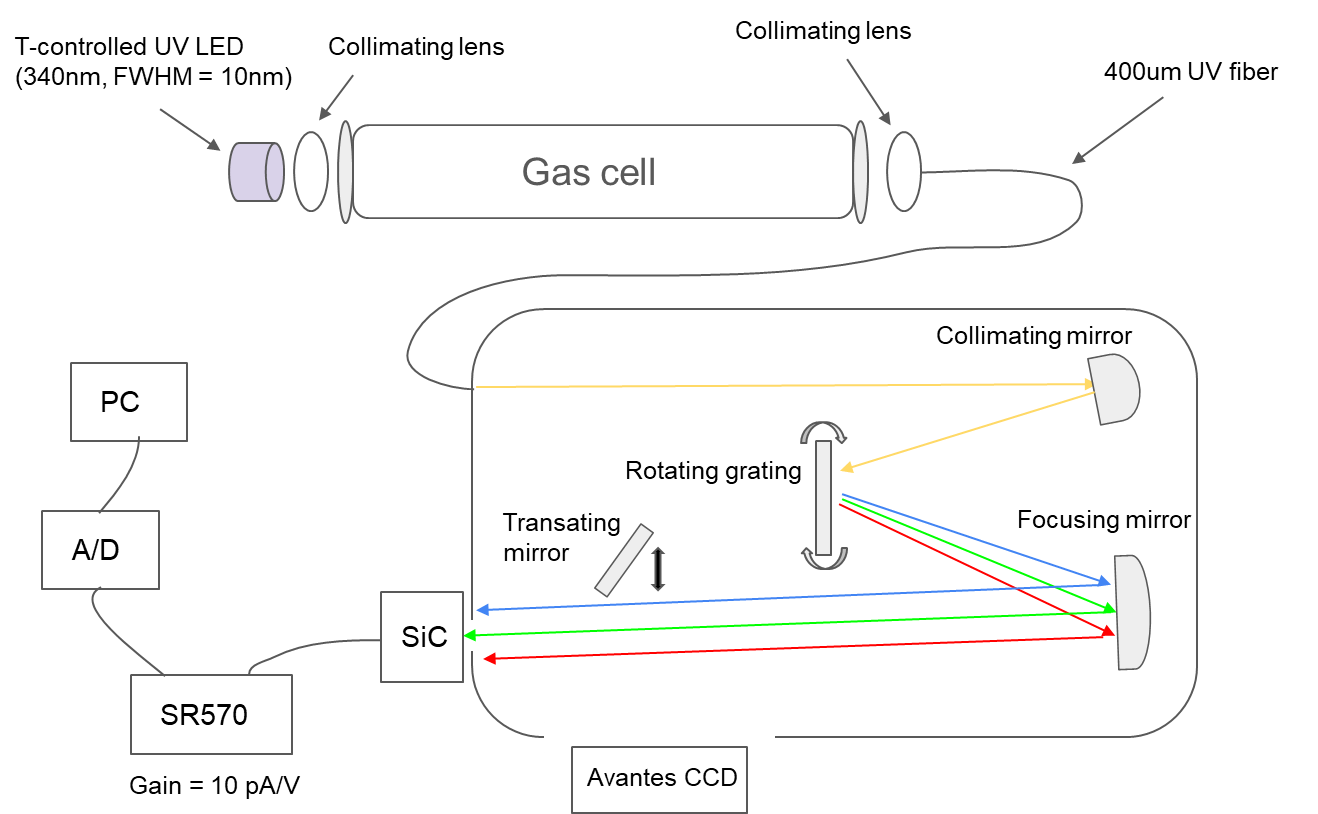 T-controlled UV LED
(340nm, FWHM = 10nm)
Collimating lens
Collimating lens
400um UV fiber
Gas cell
Collimating mirror
PC
Rotating grating
Transating
mirror
Focusing mirror
A/D
SiC
SR570
Gain = 10 pA/V
Avantes CCD